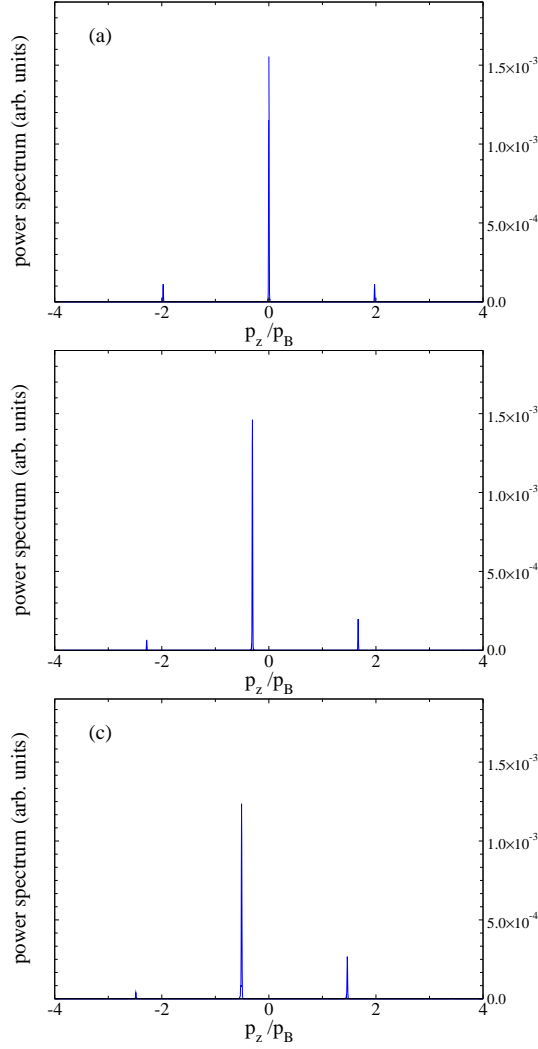 (a)
power spectrum (arb. units)
1.5×10⁻³
1.0×10⁻³
5.0×10⁻⁴
0.0
-4 -2 0 2 4
p_z/p_B
power spectrum (arb. units)
1.5×10⁻³
1.0×10⁻³
5.0×10⁻⁴
0.0
-4 -2 0 2 4
p_z/p_B
(c)
power spectrum (arb. units)
1.5×10⁻³
1.0×10⁻³
5.0×10⁻⁴
0.0
-4 -2 0 2 4
p_z/p_B